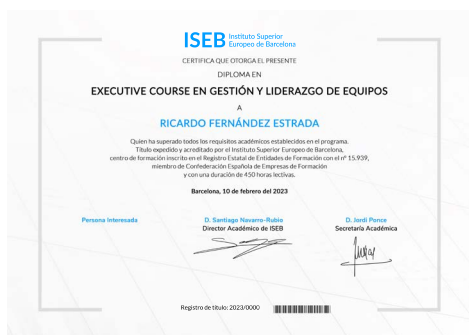 ISEB Instituto Superior
Europeo de Barcelona
CERTIFICA QUE OTORGA EL PRESENTE
DIPLOMA EN
EXECUTIVE COURSE EN GESTIÓN Y LIDERAZGO DE EQUIPOS
A
RICARDO FERNÁNDEZ ESTRADA
Quien ha superado todos los requisitos académicos establecidos en el programa.
Título expedido y acreditado por el Instituto Superior Europeo de Barcelona,
centro de formación inscrito en el Registro Estatal de Entidades de Formación con el nº 15.939,
miembro de Confederación Española de Empresas de Formación
y con una duración de 450 horas lectivas.
Barcelona, 10 de febrero del 2023
Persona Interesada
D. Santiago Navarro-Rubio
Director Académico de ISEB
D. Jordi Ponce
Secretaría Académica
Registro de título: 2023/0000